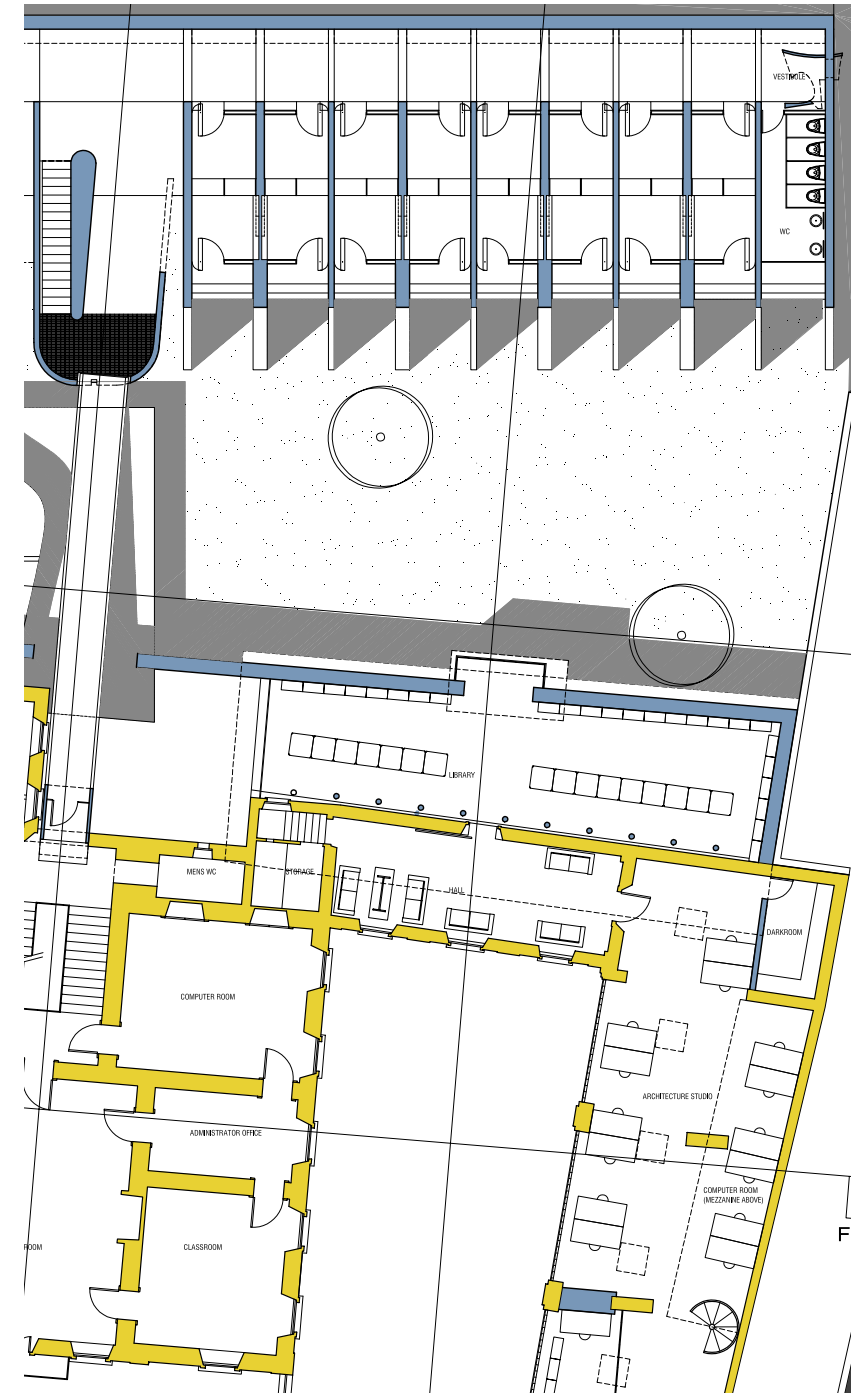 VESTIBULE
WC
LIBRARY
MENS WC
STORAGE
HALL
DARKROOM
COMPUTER ROOM
ARCHITECTURE STUDIO
ADMINISTRATOR OFFICE
COMPUTER ROOM
(MEZZANINE ABOVE)
F
ROOM
CLASSROOM